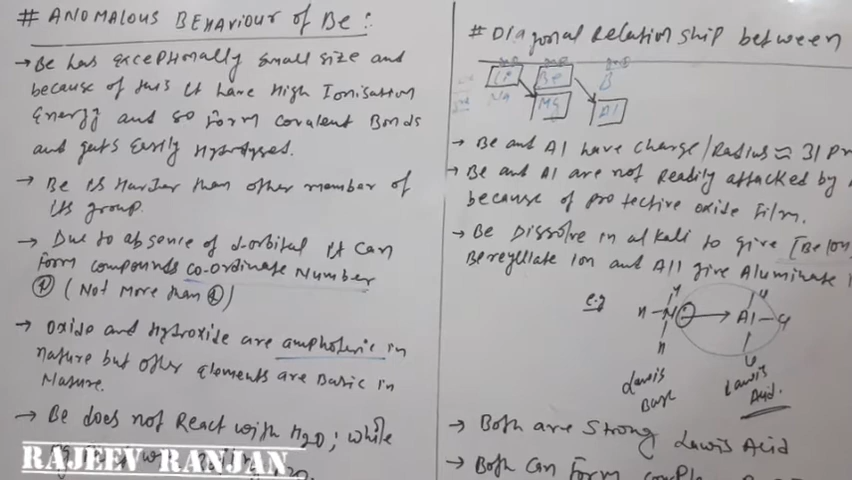 # ANOMALOUS BEHAVIOUR of Be :
→ Be has exceptionally small size and
because of this it have High Ionisation
Energy and so form covalent Bonds
and gets Easily Hydrolysed.
→ Be is Harder than other member of
its group.
→ Due to absence of d-orbital it can
form compounds co-ordinate Number
④ (Not More than ④)
→ Oxide and Hydroxide are amphoteric in
nature but other elements are Basic in
Nature.
→ Be does not React with H2O ; while
RAJEEV RANJAN
# Diagonal Relationship between
Li Be B
Na Mg Al
→ Be and Al have charge/Radius ≈ 31 Pm
→ Be and Al are not Readily attacked by
because of protective oxide Film.
→ Be Dissolve in alkali to give [Be(OH)
Bereyllate Ion and All give Aluminate
e.g
N : → Al — Cl
Lewis
Base
Lewis
Acid.
→ Both are Strong Lewis Acid
→ Both can form